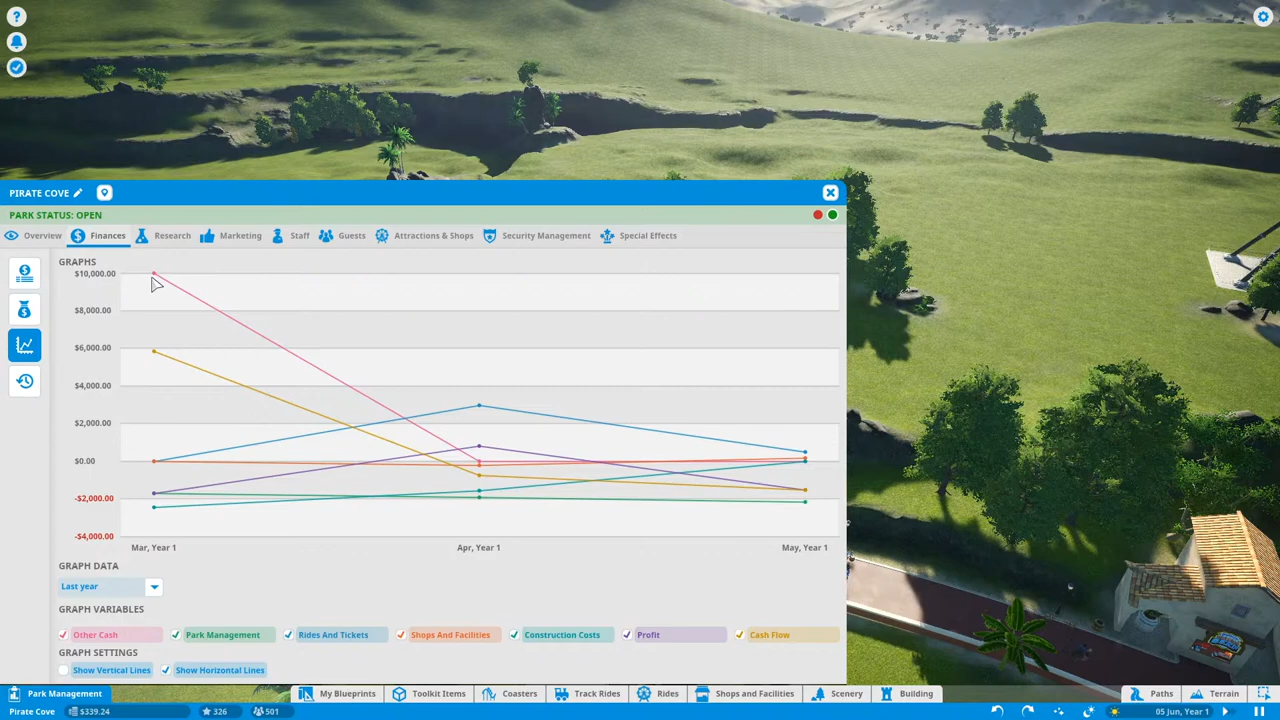 ?
PIRATE COVE
PARK STATUS: OPEN
Overview Finances Research Marketing Staff Guests Attractions & Shops Security Management Special Effects
GRAPHS
$10,000.00
$8,000.00
$6,000.00
$4,000.00
$2,000.00
$0.00
-$2,000.00
-$4,000.00
Mar, Year 1 Apr, Year 1 May, Year 1
GRAPH DATA
Last year
GRAPH VARIABLES
Other Cash Park Management Rides And Tickets Shops And Facilities Construction Costs Profit Cash Flow
GRAPH SETTINGS
Show Vertical Lines Show Horizontal Lines
Park Management My Blueprints Toolkit Items Coasters Track Rides Rides Shops and Facilities Scenery Building Paths Terrain
Pirate Cove $339.24 326 501 05 Jun, Year 1